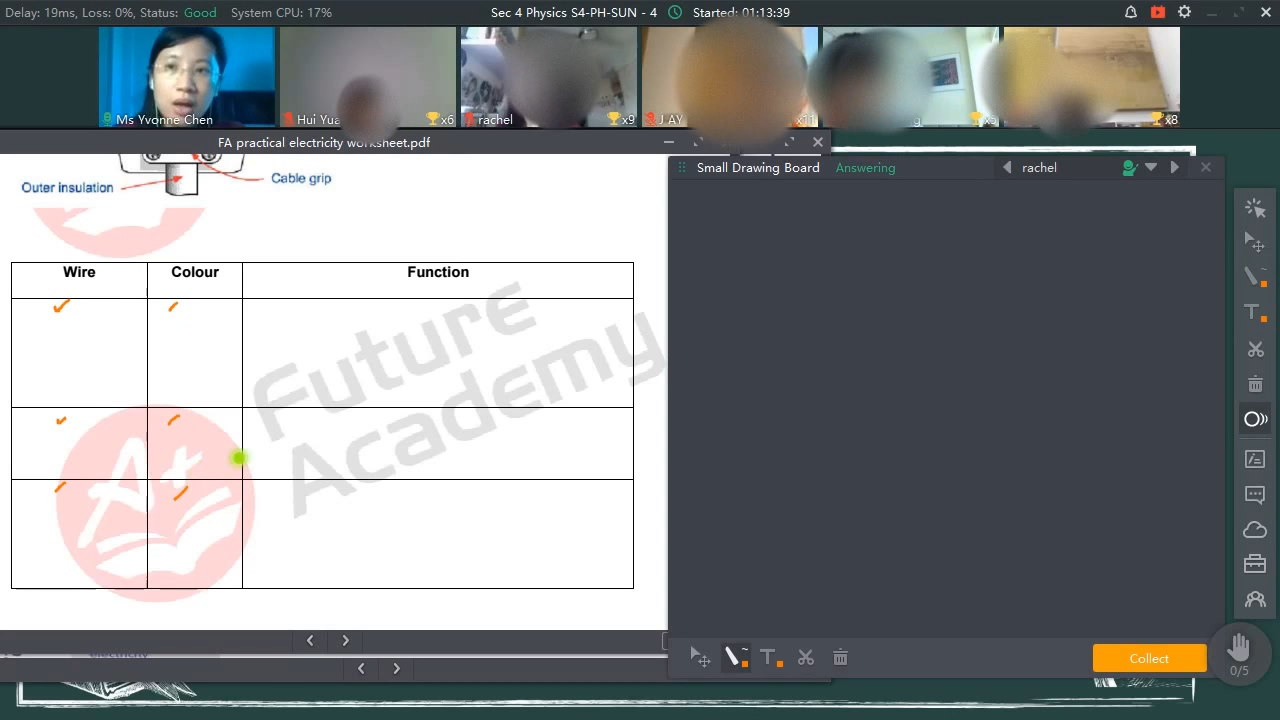 Delay: 19ms, Loss: 0%, Status: Good System CPU: 17% Sec 4 Physics S4-PH-SUN - 4 Started: 01:13:39
Ms Yvonne Chen Hui Yua x6 rachel x9 J AY x11 g x8
FA practical electricity worksheet.pdf
Small Drawing Board Answering rachel
Outer insulation Cable grip
Wire Colour Function
Future
Academy
A+
electricity
Collect
0/5